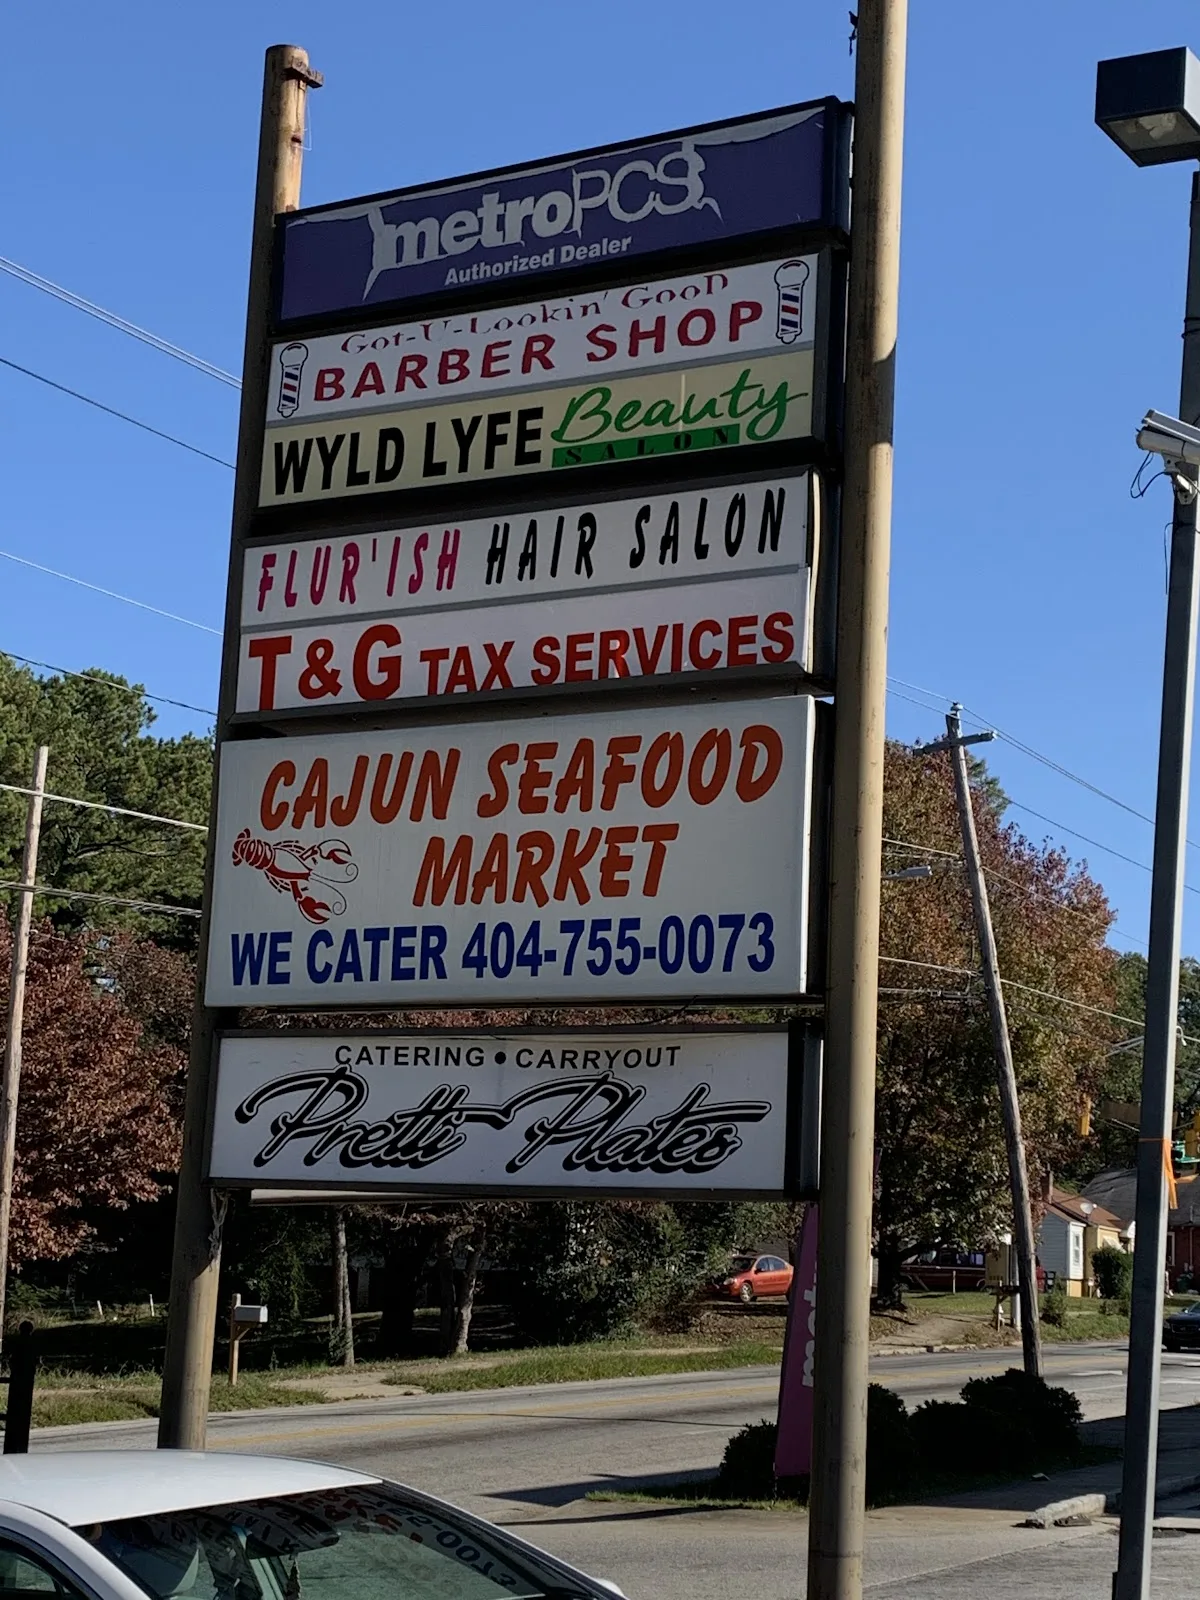 metroPCS
Authorized Dealer
Got-U-Lookin' Good
BARBER SHOP
WYLD LYFE Beauty
SALON
FLUR'ISH HAIR SALON
T&G TAX SERVICES
CAJUN SEAFOOD
MARKET
WE CATER 404-755-0073
CATERING • CARRYOUT
Pretti Plates